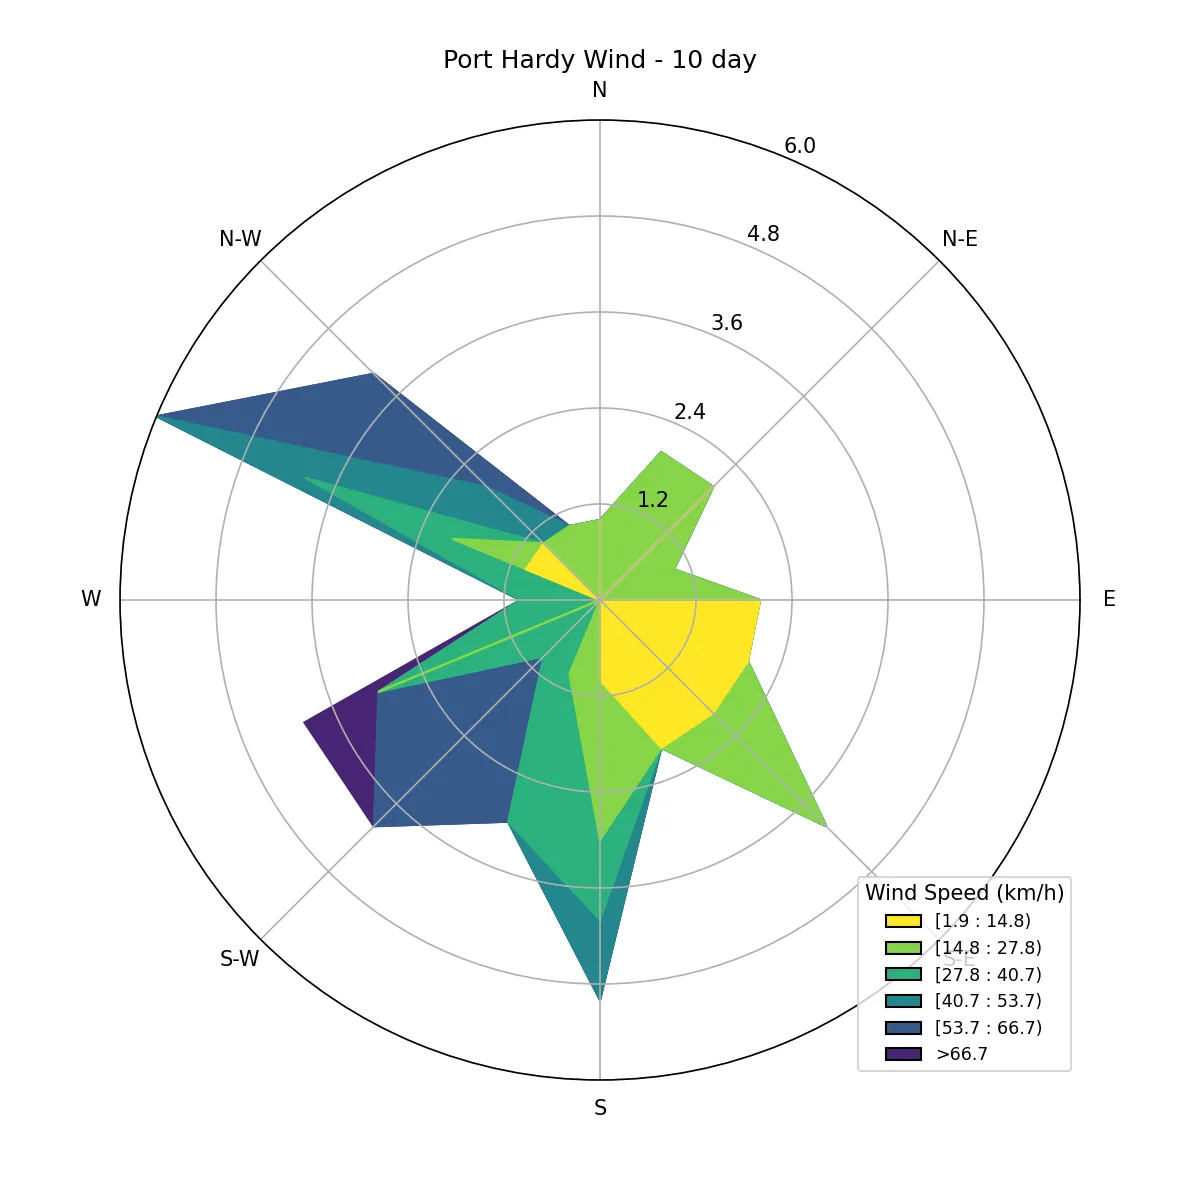 Port Hardy Wind - 10 day
N
6.0
4.8
N-W
N-E
3.6
2.4
1.2
W
E
Wind Speed (km/h)
[1.9 : 14.8)
[14.8 : 27.8)
S-W
S-E
[27.8 : 40.7)
[40.7 : 53.7)
[53.7 : 66.7)
>66.7
S